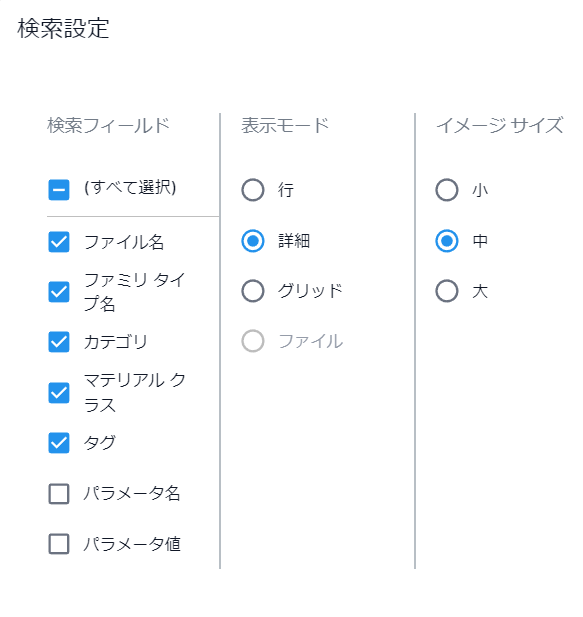 検索設定
検索フィールド
(すべて選択)
ファイル名
ファミリ タイ
プ名
カテゴリ
マテリアル ク
ラス
タグ
パラメータ名
パラメータ値
表示モード
行
詳細
グリッド
ファイル
イメージ サイズ
小
中
大